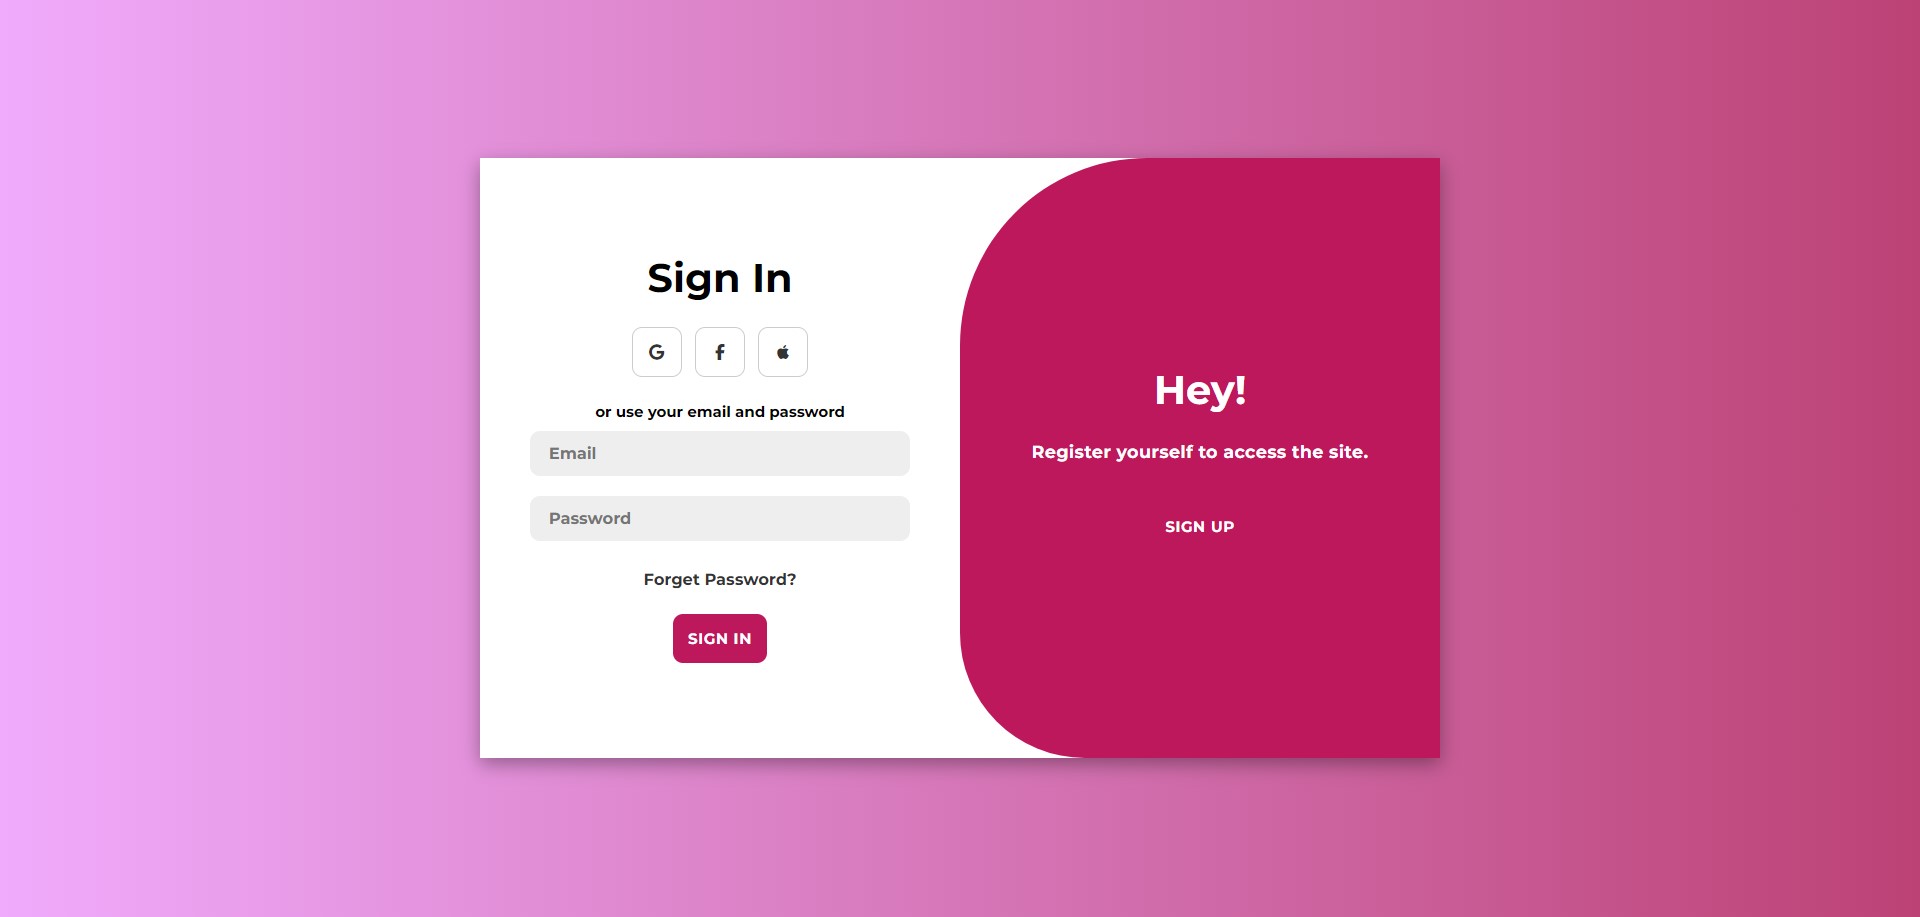 Sign In
or use your email and password
Email
Password
Forget Password?
SIGN IN
Hey!
Register yourself to access the site.
SIGN UP